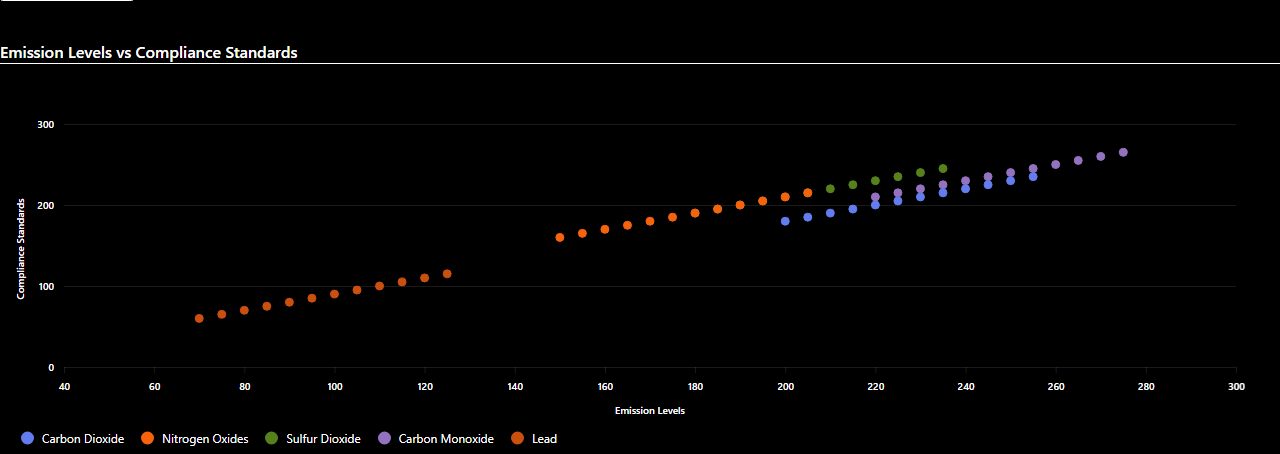 Emission Levels vs Compliance Standards
Compliance Standards
300
200
100
0
40 60 80 100 120 140 160 180 200 220 240 260 280 300
Emission Levels
Carbon Dioxide Nitrogen Oxides Sulfur Dioxide Carbon Monoxide Lead